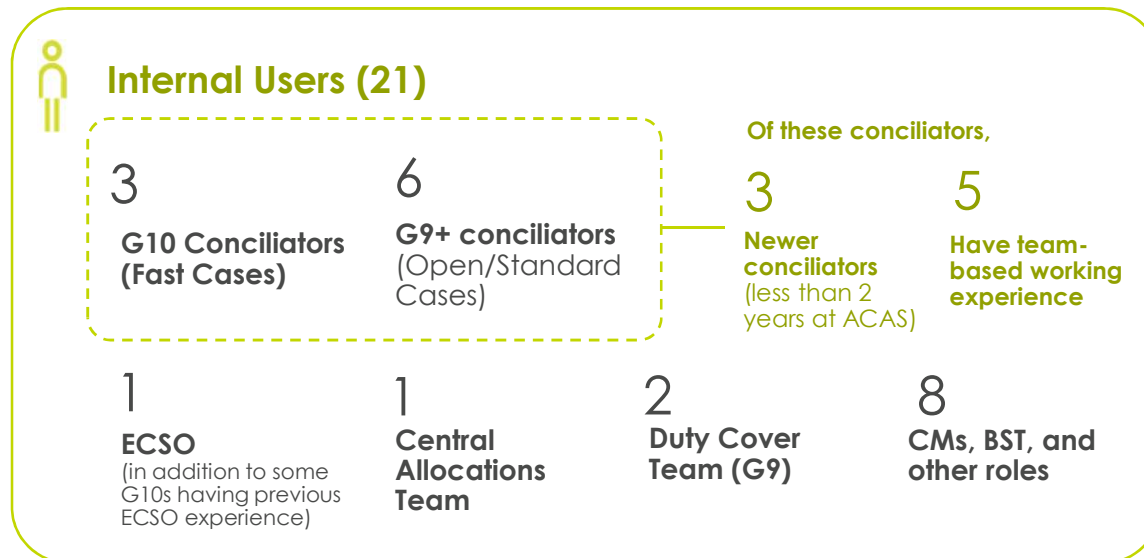 Internal Users (21)
3
G10 Conciliators
(Fast Cases)
6
G9+ conciliators
(Open/Standard
Cases)
Of these conciliators,
3
Newer
conciliators
(less than 2
years at ACAS)
5
Have team-
based working
experience
1
ECSO
(in addition to some
G10s having previous
ECSO experience)
1
Central
Allocations
Team
2
Duty Cover
Team (G9)
8
CMs, BST, and
other roles